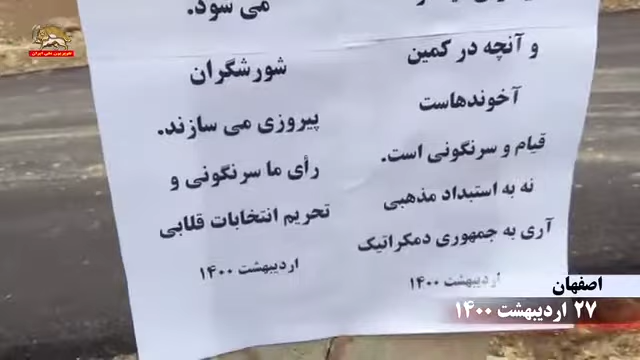 می شود.
و آنچه در کمین
آخوندهاست
قیام و سرنگونی است.
نه به استبداد مذهبی
آری به جمهوری دمکراتیک
اردیبهشت ۱۴۰۰
شورشگران
پیروزی می سازند.
رأی ما سرنگونی و
تحریم انتخابات قلابی
اردیبهشت ۱۴۰۰
اصفهان
۲۷ اردیبهشت ۱۴۰۰